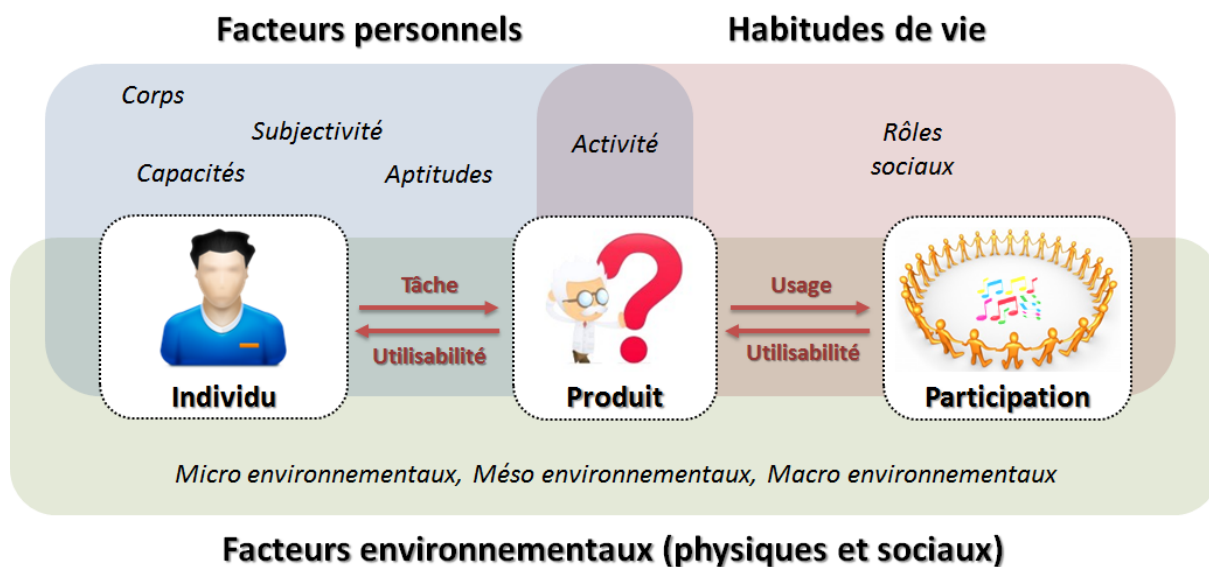 Facteurs personnels
Habitudes de vie
Corps
Subjectivité
Capacités
Aptitudes
Activité
Rôles
sociaux
Tâche
Utilisabilité
Usage
Utilisabilité
Individu
Produit
Participation
Micro environnementaux, Méso environnementaux, Macro environnementaux
Facteurs environnementaux (physiques et sociaux)